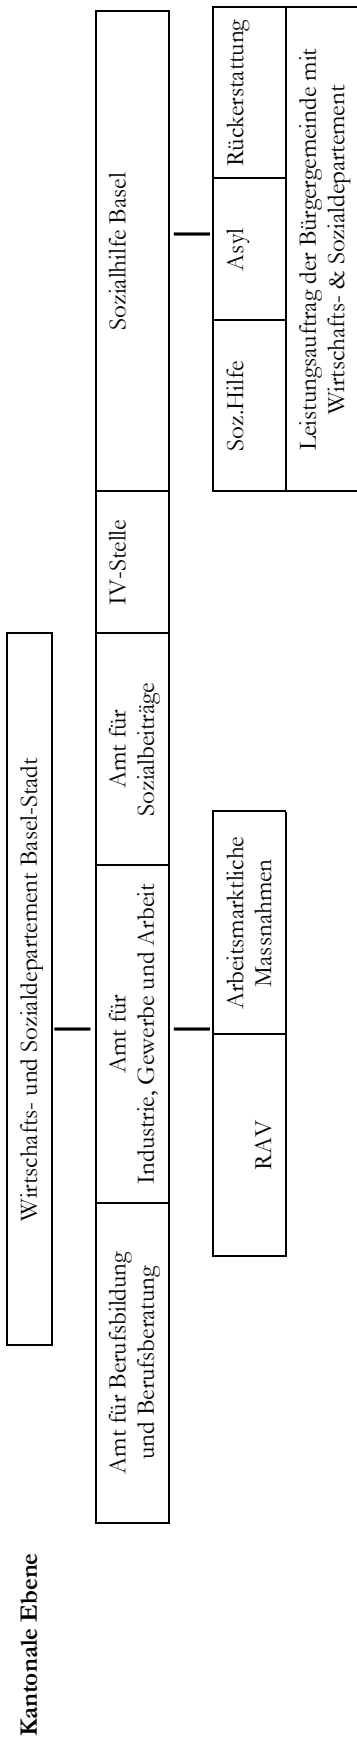 Kantonale Ebene
Wirtschafts- und Sozialdepartement Basel-Stadt
Amt für Berufsbildung
und Berufsberatung
Amt für
Industrie, Gewerbe und Arbeit
Amt für
Sozialbeiträge
IV-Stelle
Sozialhilfe Basel
RAV
Arbeitsmarktliche
Massnahmen
Soz.Hilfe
Asyl
Rückerstattung
Leistungsauftrag der Bürgergemeinde mit
Wirtschafts- & Sozialdepartement